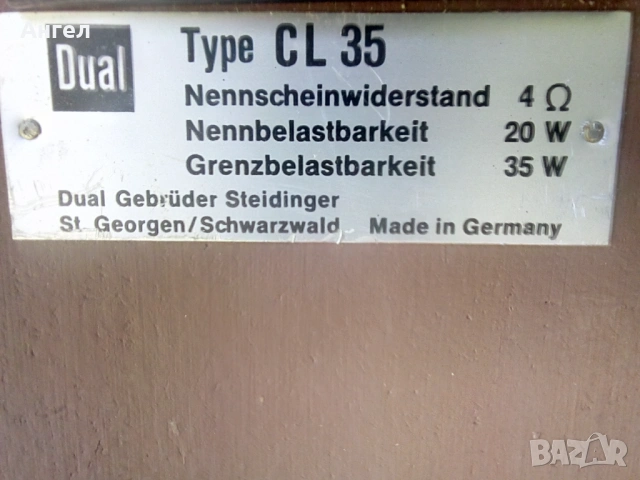 Ангел
Dual
Type CL 35
Nennscheinwiderstand 4 Ω
Nennbelastbarkeit 20 W
Grenzbelastbarkeit 35 W
Dual Gebrüder Steidinger
St Georgen/Schwarzwald Made in Germany
BAZAR